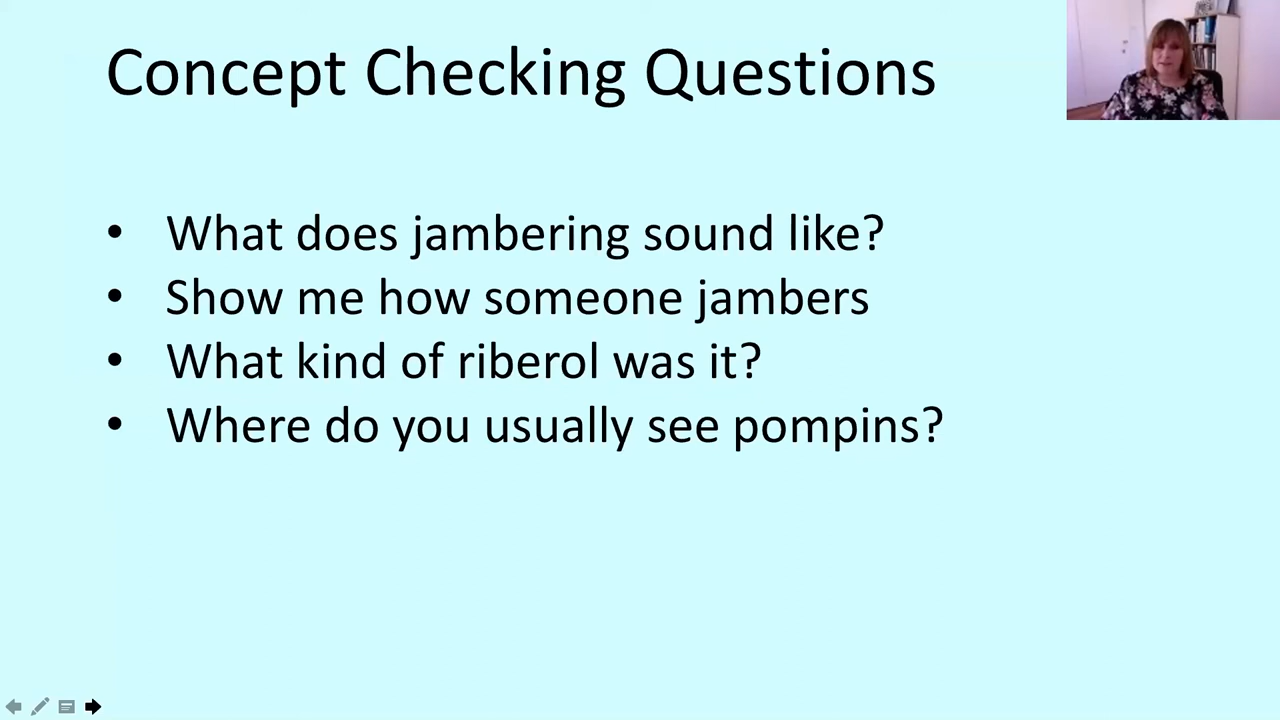 Concept Checking Questions
• What does jambering sound like?
• Show me how someone jambers
• What kind of riberol was it?
• Where do you usually see pompins?